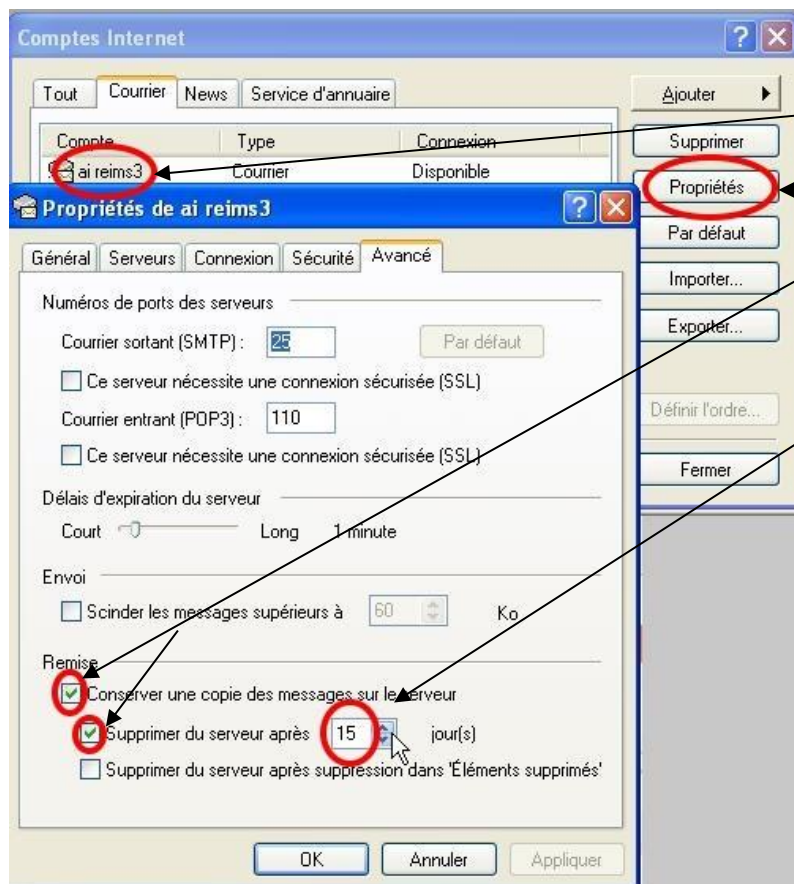 Comptes Internet
Tout Courrier News Service d'annuaire
Compte Type Connexion
ai reims3 Courrier Disponible
Ajouter
Supprimer
Propriétés
Par défaut
Importer...
Exporter...
Définir l'ordre...
Fermer
Propriétés de ai reims3
Général Serveurs Connexion Sécurité Avancé
Numéros de ports des serveurs
Courrier sortant (SMTP) : 25 Par défaut
Ce serveur nécessite une connexion sécurisée (SSL)
Courrier entrant (POP3) : 110
Ce serveur nécessite une connexion sécurisée (SSL)
Délais d'expiration du serveur
Court Long 1 minute
Envoi
Scinder les messages supérieurs à 60 Ko
Remise
Conserver une copie des messages sur le serveur
Supprimer du serveur après 15 jour(s)
Supprimer du serveur après suppression dans 'Éléments supprimés'
OK Annuler Appliquer